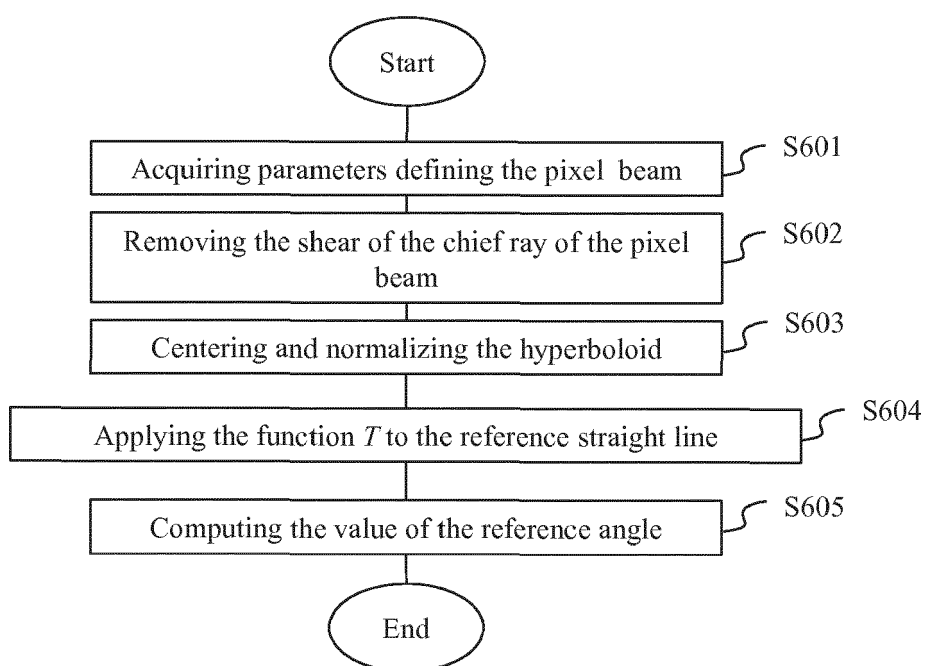 Start
Acquiring parameters defining the pixel beam
S601
Removing the shear of the chief ray of the pixel
beam
S602
Centering and normalizing the hyperboloid
S603
Applying the function T to the reference straight line
S604
Computing the value of the reference angle
S605
End